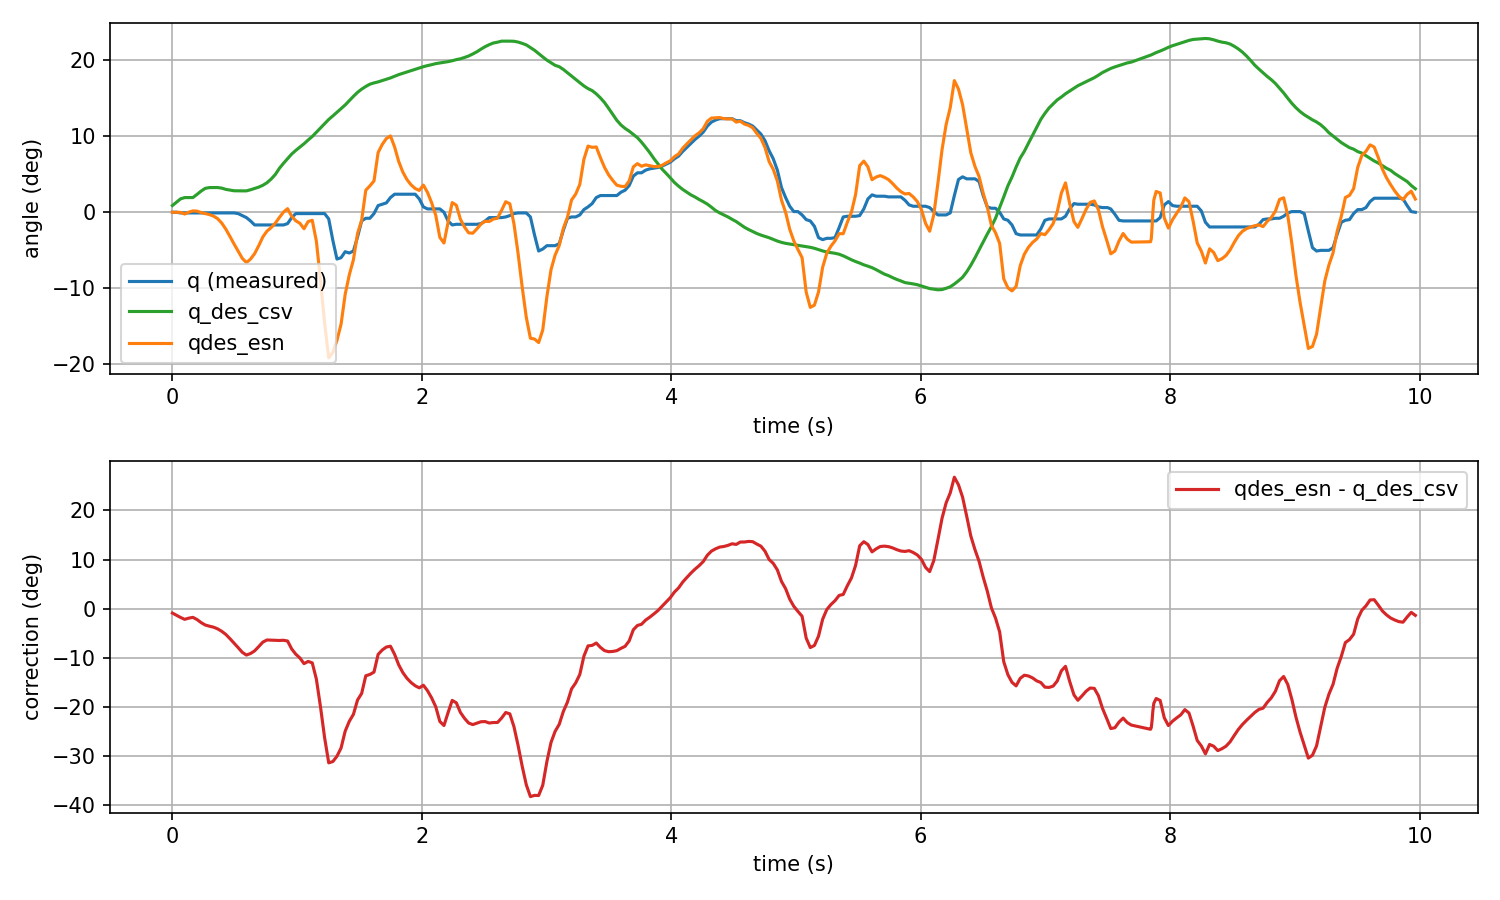 20
10
0
−10
−20
angle (deg)
q (measured)
q_des_csv
qdes_esn
0 2 4 6 8 10
time (s)
20
10
0
−10
−20
−30
−40
correction (deg)
qdes_esn - q_des_csv
0 2 4 6 8 10
time (s)